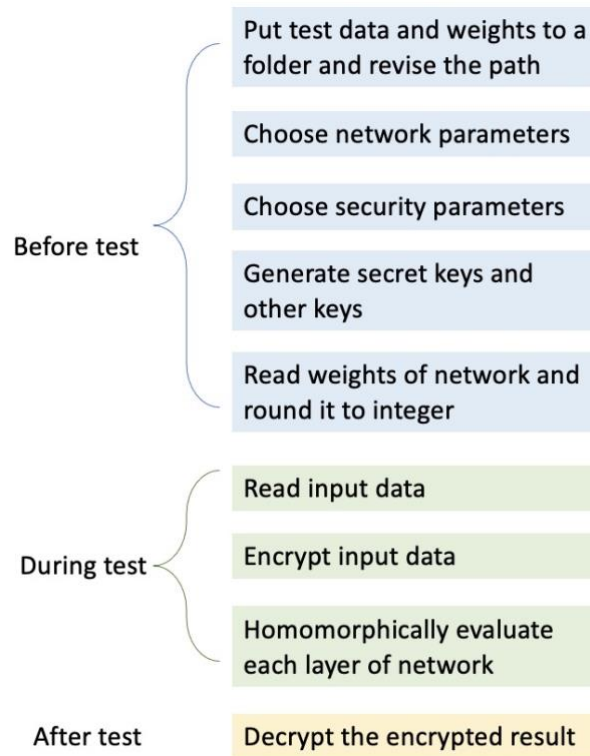 Put test data and weights to a
folder and revise the path
Choose network parameters
Choose security parameters
Before test
Generate secret keys and
other keys
Read weights of network and
round it to integer
Read input data
Encrypt input data
During test
Homomorphically evaluate
each layer of network
After test
Decrypt the encrypted result